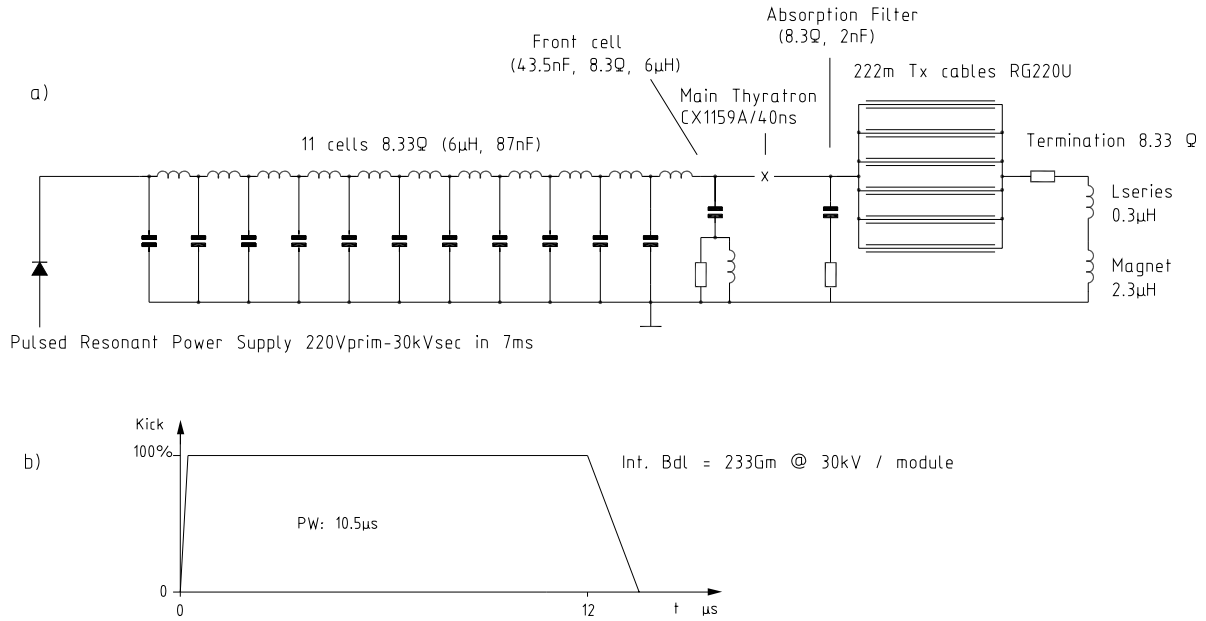 Absorption Filter
(8.3Ω, 2nF)
Front cell
(43.5nF, 8.3Ω, 6µH)
222m Tx cables RG220U
a)
Main Thyratron
CX1159A/40ns
11 cells 8.33Ω (6µH, 87nF)
Termination 8.33 Ω
x
Lseries
0.3µH
Magnet
2.3µH
Pulsed Resonant Power Supply 220Vprim-30kVsec in 7ms
Kick
100%
b)
Int. Bdl = 233Gm @ 30kV / module
PW: 10.5µs
0
0
12
t µs